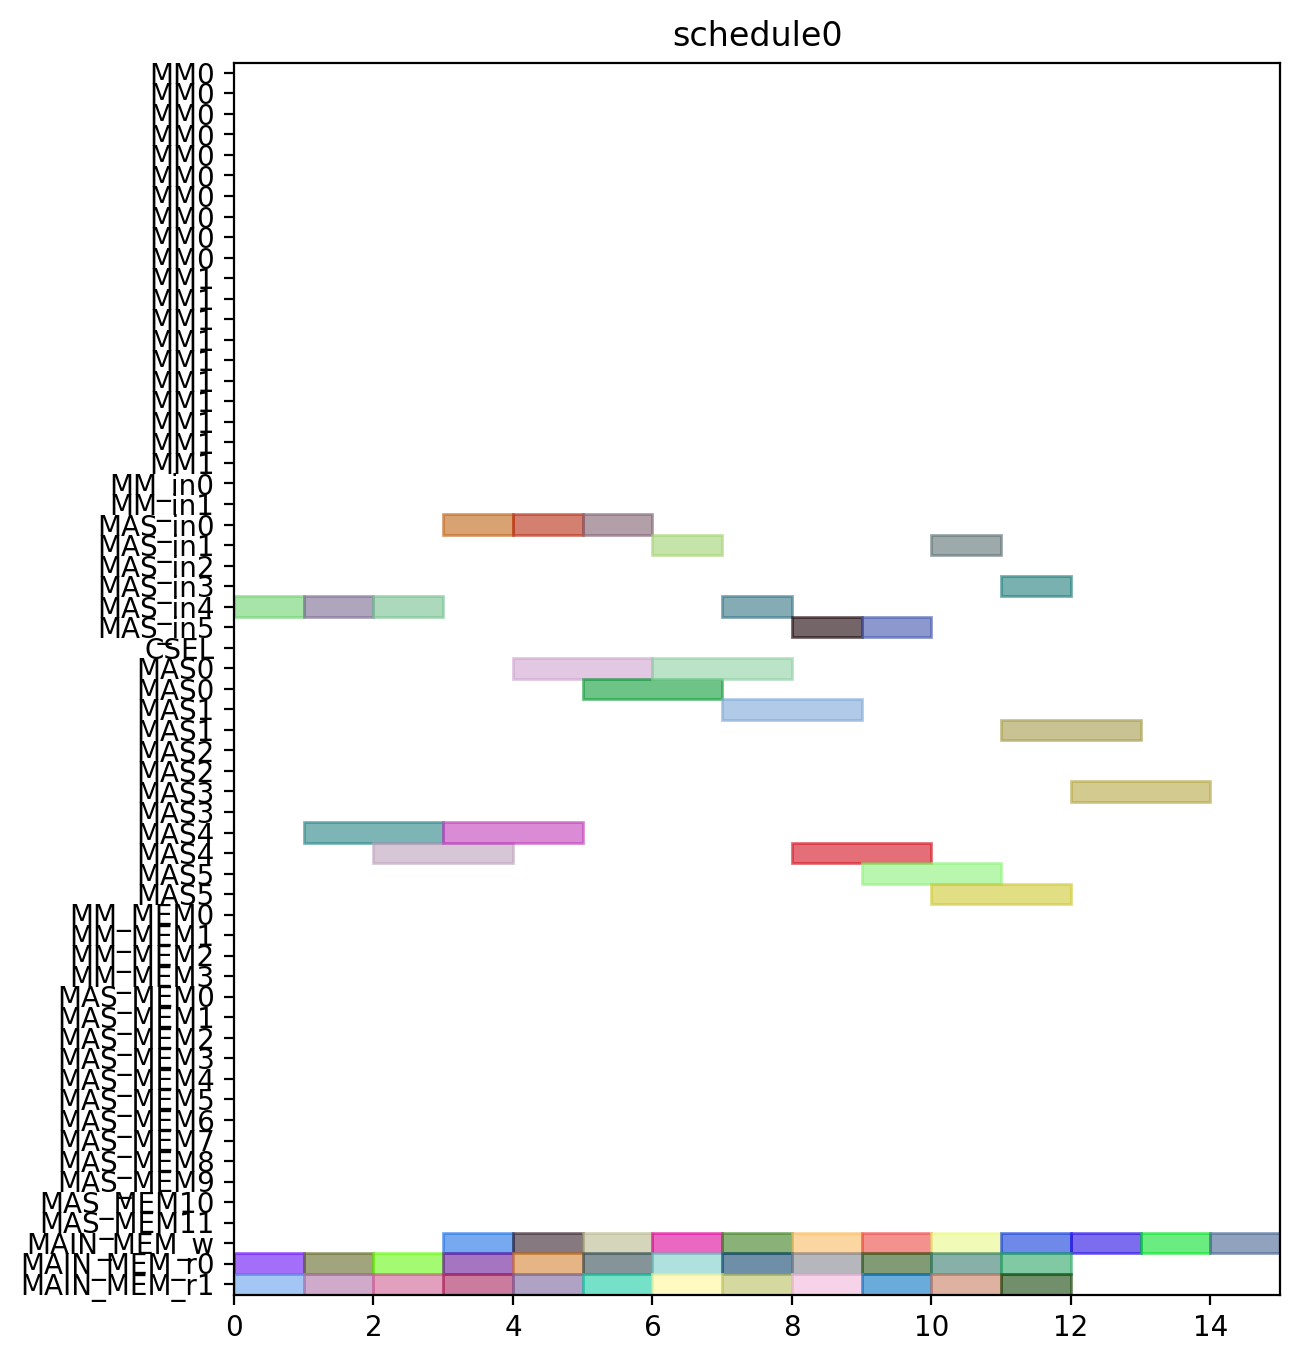 schedule0
MM0
MM0
MM0
MM0
MM0
MM0
MM0
MM0
MM0
MM0
MM1
MM1
MM1
MM1
MM1
MM1
MM1
MM1
MM1
MM1
MM_in0
MM_in1
MAS_in0
MAS_in1
MAS_in2
MAS_in3
MAS_in4
MAS_in5
CSEL
MAS0
MAS0
MAS1
MAS1
MAS2
MAS2
MAS3
MAS3
MAS4
MAS4
MAS5
MAS5
MM_MEM0
MM_MEM1
MM_MEM2
MM_MEM3
MAS_MEM0
MAS_MEM1
MAS_MEM2
MAS_MEM3
MAS_MEM4
MAS_MEM5
MAS_MEM6
MAS_MEM7
MAS_MEM8
MAS_MEM9
MAS_MEM10
MAS_MEM11
MAIN_MEM_w
MAIN_MEM_r0
MAIN_MEM_r1
0 2 4 6 8 10 12 14